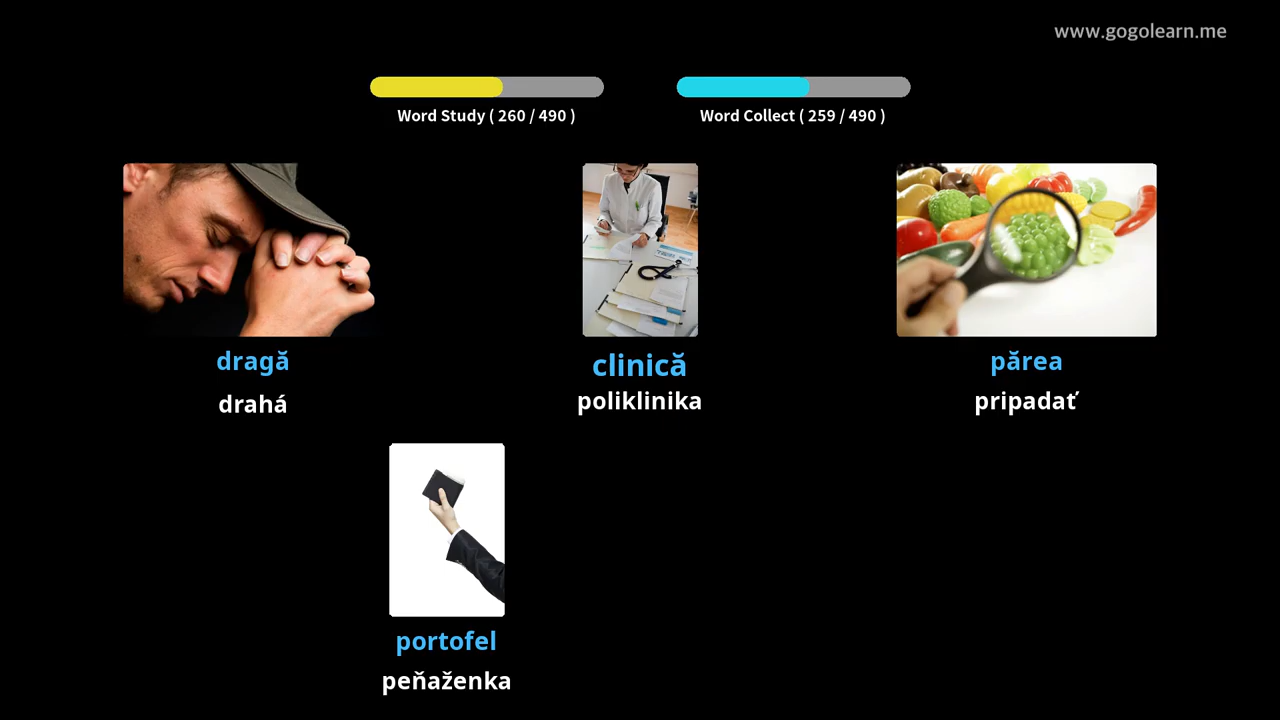 www.gogolearn.me
Word Study ( 260 / 490 )
Word Collect ( 259 / 490 )
dragă
drahá
clinică
poliklinika
părea
pripadať
portofel
peňaženka